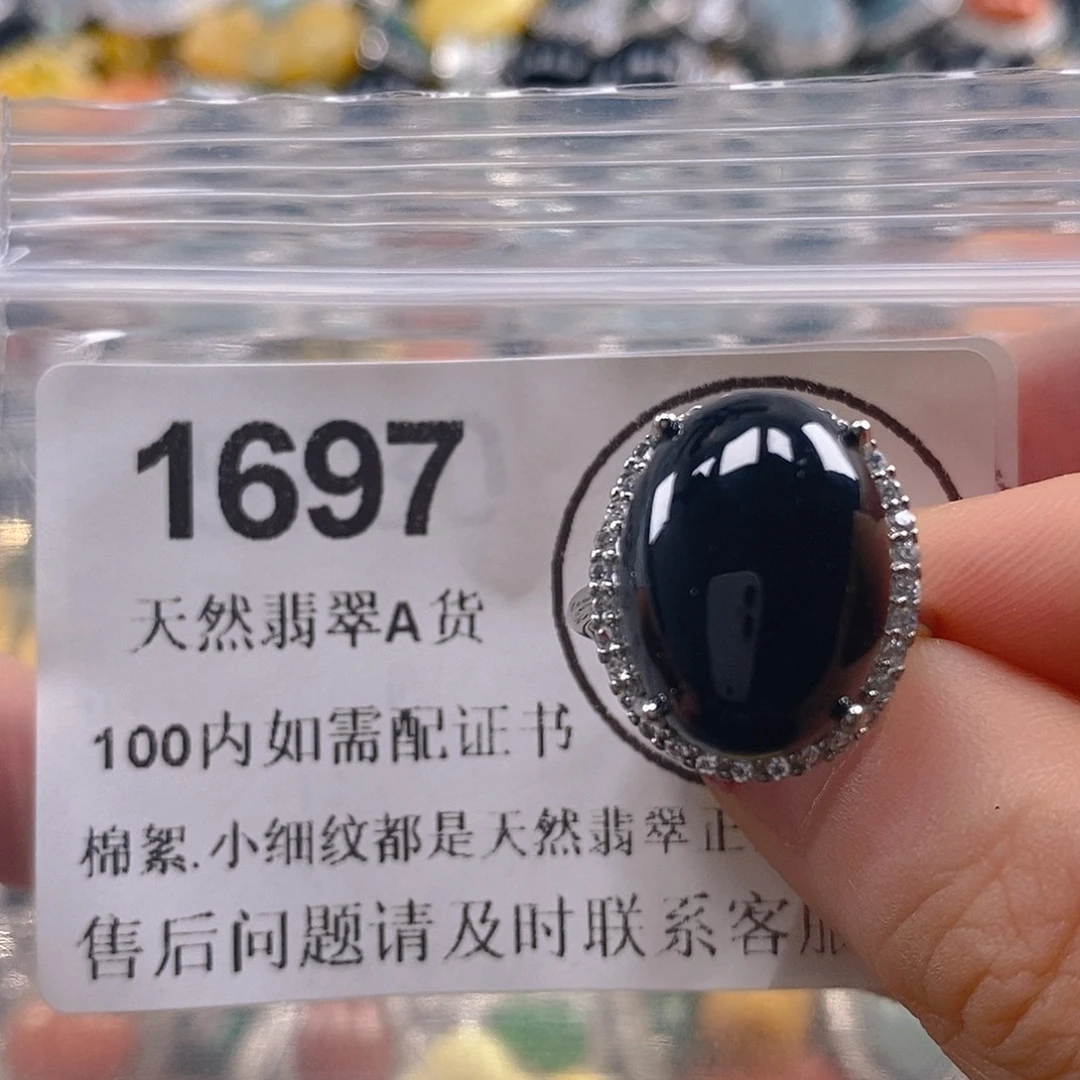 1697
天然翡翠A货
100内如需配证书
棉絮.小细纹都是天然翡翠正
售后问题请及时联系客服